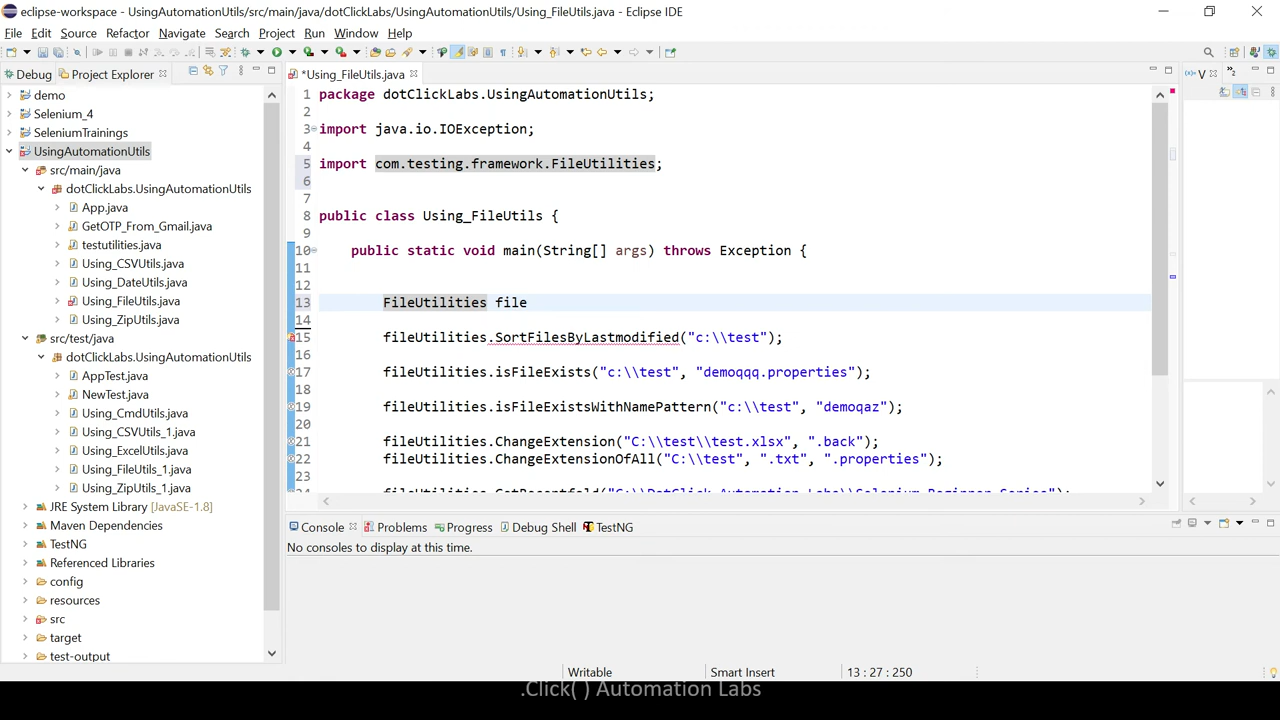 eclipse-workspace - UsingAutomationUtils/src/main/java/dotClickLabs/UsingAutomationUtils/Using_FileUtils.java - Eclipse IDE
File Edit Source Refactor Navigate Search Project Run Window Help
Debug Project Explorer
*Using_FileUtils.java
V
demo
Selenium_4
SeleniumTrainings
UsingAutomationUtils
src/main/java
dotClickLabs.UsingAutomationUtils
App.java
GetOTP_From_Gmail.java
testutilities.java
Using_CSVUtils.java
Using_DateUtils.java
Using_FileUtils.java
Using_ZipUtils.java
src/test/java
dotClickLabs.UsingAutomationUtils
AppTest.java
NewTest.java
Using_CmdUtils.java
Using_CSVUtils_1.java
Using_ExcelUtils.java
Using_FileUtils_1.java
Using_ZipUtils_1.java
JRE System Library [JavaSE-1.8]
Maven Dependencies
TestNG
Referenced Libraries
config
resources
src
target
test-output
1 package dotClickLabs.UsingAutomationUtils;
2
3 import java.io.IOException;
4
5 import com.testing.framework.FileUtilities;
6
7
8 public class Using_FileUtils {
9
10 public static void main(String[] args) throws Exception {
11
12
13 FileUtilities file
14
15 fileUtilities.SortFilesByLastmodified("c:\\test");
16
17 fileUtilities.isFileExists("c:\\test", "demoqqq.properties");
18
19 fileUtilities.isFileExistsWithNamePattern("c:\\test", "demoqaz");
20
21 fileUtilities.ChangeExtension("C:\\test\\test.xlsx", ".back");
22 fileUtilities.ChangeExtensionOfAll("C:\\test", ".txt", ".properties");
23
24 fileUtilities.GetRecentfold("C:\\DotClick Automation Labs\\Selenium Beginner Series");
Console Problems Progress Debug Shell TestNG
No consoles to display at this time.
Writable Smart Insert 13 : 27 : 250
.Click( ) Automation Labs